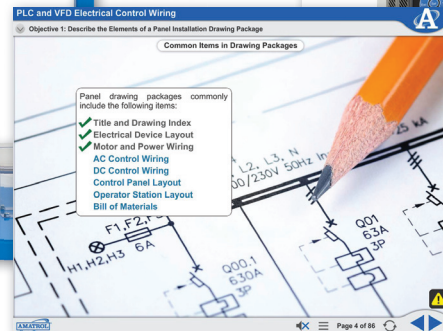 PLC and VFD Electrical Control Wiring
Objective 1: Describe the Elements of a Panel Installation Drawing Package
Common Items in Drawing Packages
Panel drawing packages commonly
include the following items:
Title and Drawing Index
Electrical Device Layout
Motor and Power Wiring
AC Control Wiring
DC Control Wiring
Control Panel Layout
Operator Station Layout
Bill of Materials
L2, L3, N
00/230V 50Hz
25 kA
F1,F2,F
6A
H1,H2,H3
Q00.1
630A
3P
Q01
63A
3P
AMATROL
Page 4 of 86